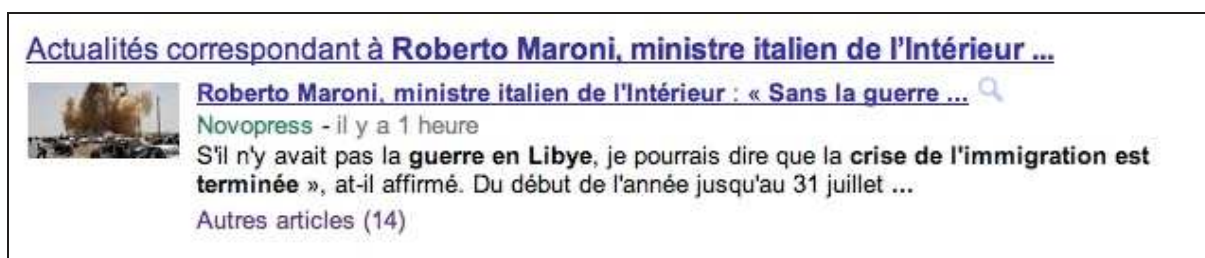 Actualités correspondant à Roberto Maroni, ministre italien de l'Intérieur ...
Roberto Maroni, ministre italien de l'Intérieur : « Sans la guerre ...
Novopress - il y a 1 heure
S'il n'y avait pas la guerre en Libye, je pourrais dire que la crise de l'immigration est
terminée », at-il affirmé. Du début de l'année jusqu'au 31 juillet ...
Autres articles (14)